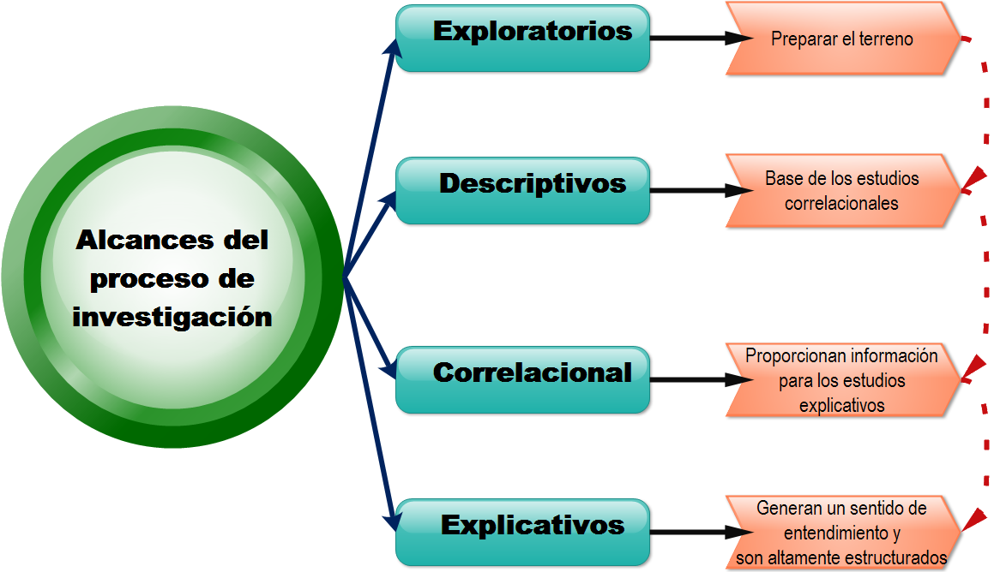 Alcances del
proceso de
investigación
Exploratorios
Preparar el terreno
Descriptivos
Base de los estudios
correlacionales
Correlacional
Proporcionan información
para los estudios
explicativos
Explicativos
Generan un sentido de
entendimiento y
son altamente estructurados